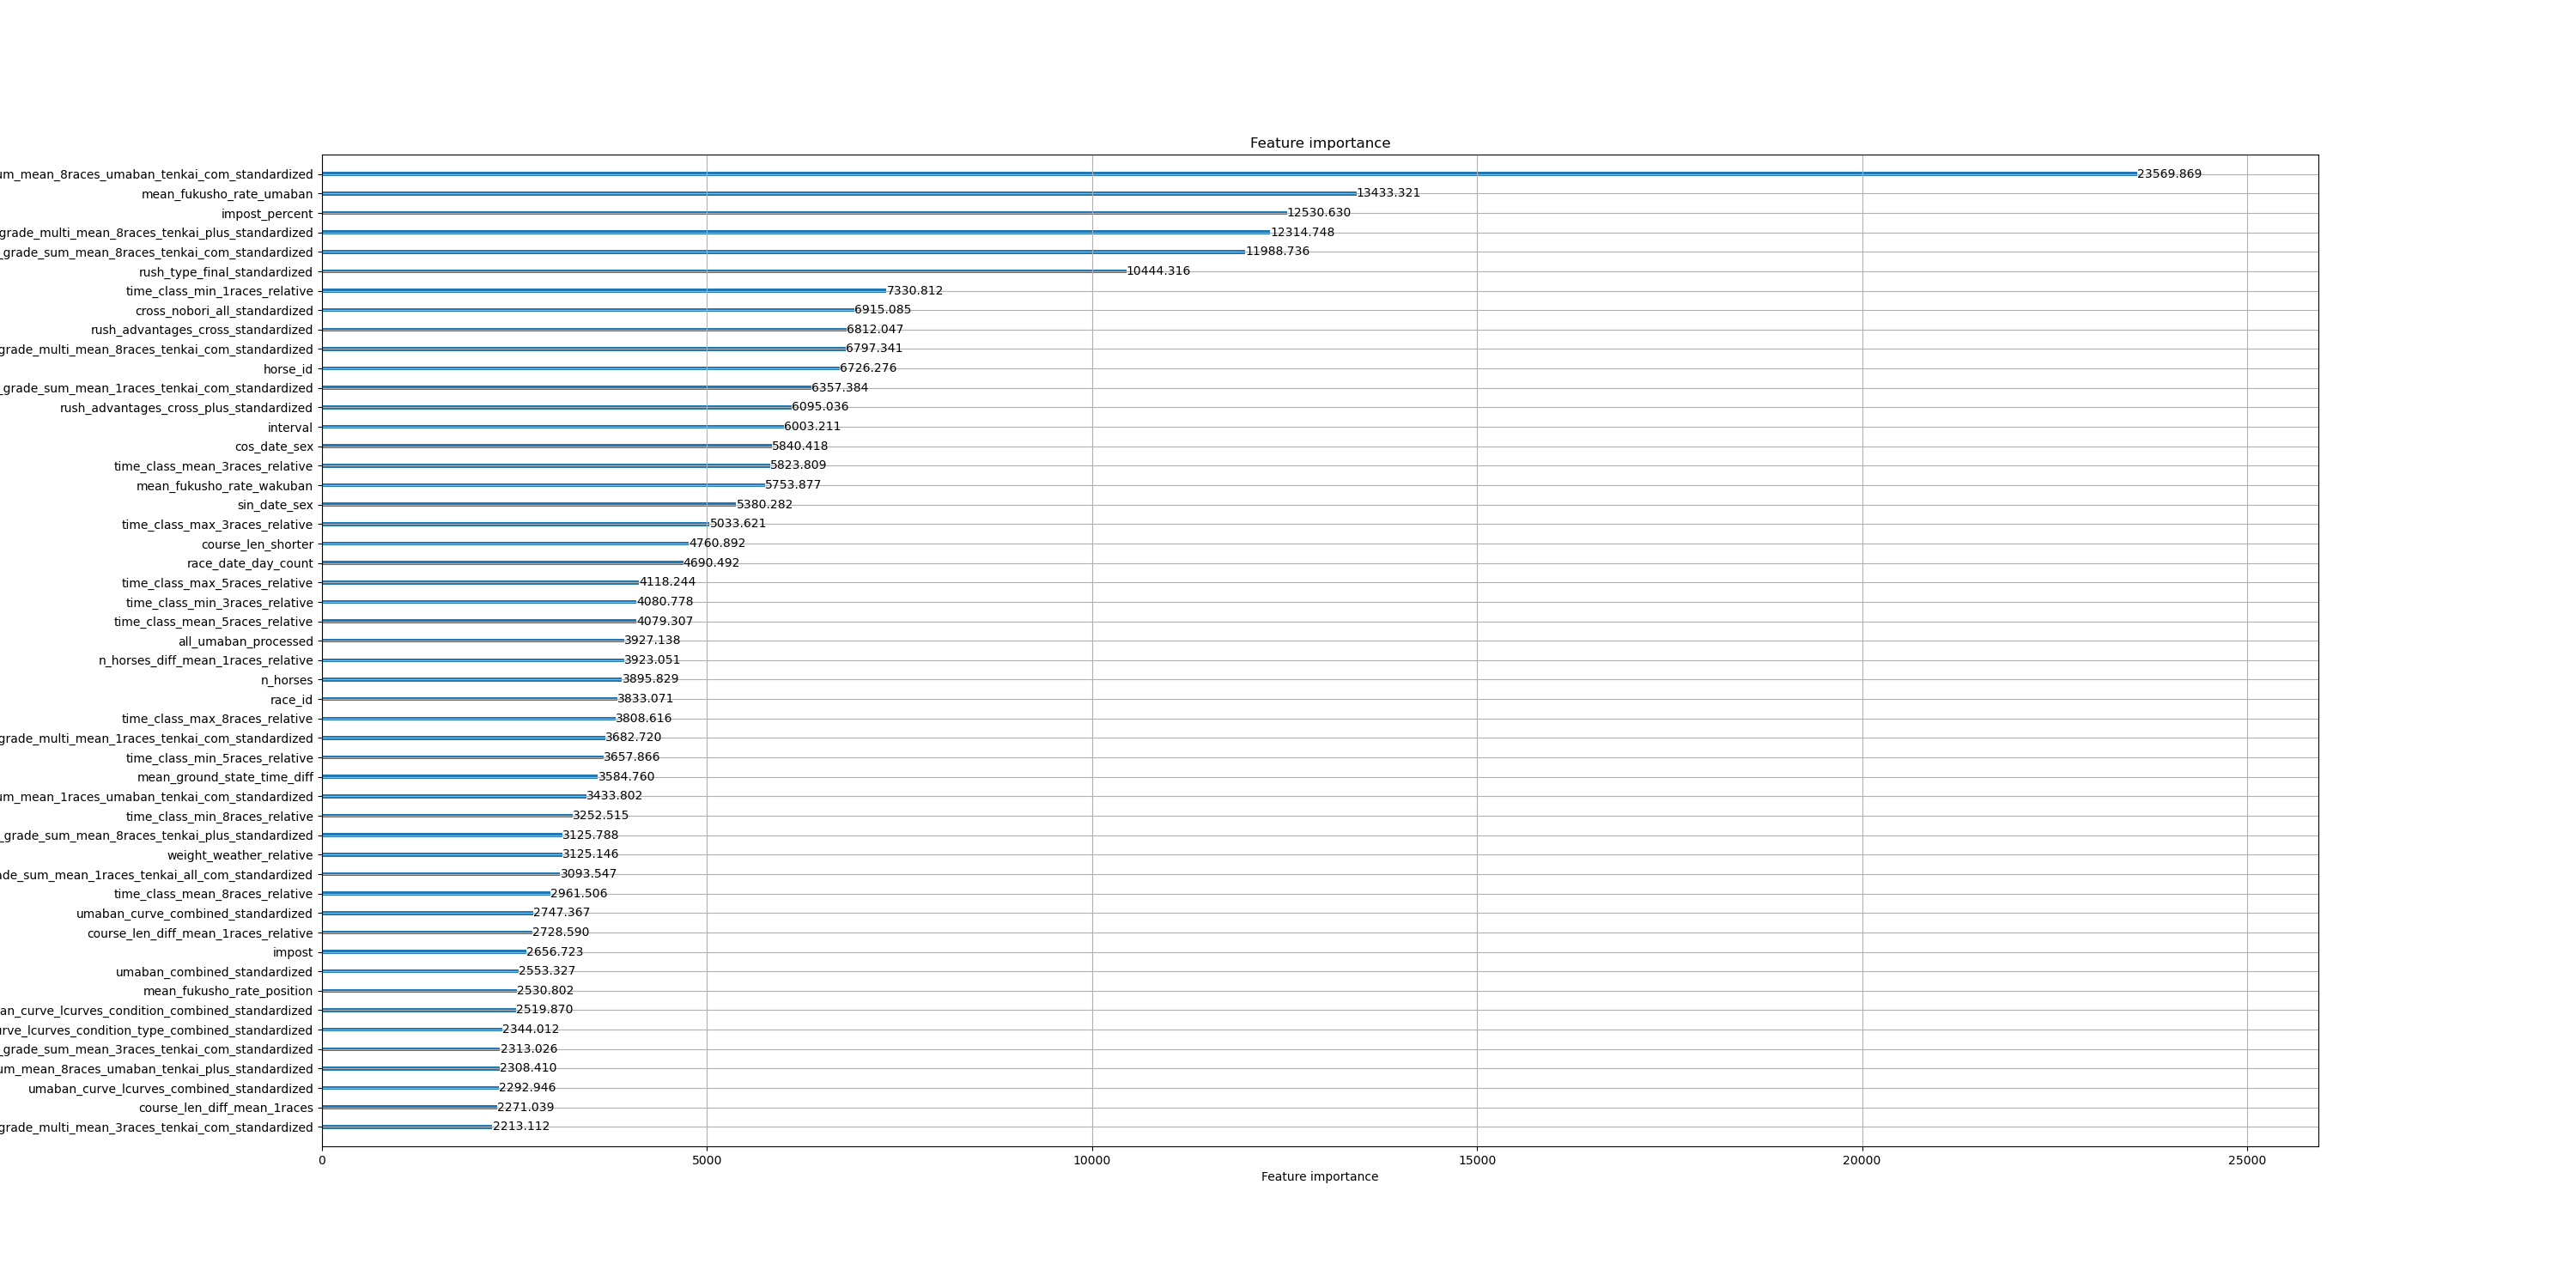 Feature importance
um_mean_8races_umaban_tenkai_com_standardized 23569.869
mean_fukusho_rate_umaban 13433.321
impost_percent 12530.630
grade_multi_mean_8races_tenkai_plus_standardized 12314.748
_grade_sum_mean_8races_tenkai_com_standardized 11988.736
rush_type_final_standardized 10444.316
time_class_min_1races_relative 7330.812
cross_nobori_all_standardized 6915.085
rush_advantages_cross_standardized 6812.047
grade_multi_mean_8races_tenkai_com_standardized 6797.341
horse_id 6726.276
_grade_sum_mean_1races_tenkai_com_standardized 6357.384
rush_advantages_cross_plus_standardized 6095.036
interval 6003.211
cos_date_sex 5840.418
time_class_mean_3races_relative 5823.809
mean_fukusho_rate_wakuban 5753.877
sin_date_sex 5380.282
time_class_max_3races_relative 5033.621
course_len_shorter 4760.892
race_date_day_count 4690.492
time_class_max_5races_relative 4118.244
time_class_min_3races_relative 4080.778
time_class_mean_5races_relative 4079.307
all_umaban_processed 3927.138
n_horses_diff_mean_1races_relative 3923.051
n_horses 3895.829
race_id 3833.071
time_class_max_8races_relative 3808.616
grade_multi_mean_1races_tenkai_com_standardized 3682.720
time_class_min_5races_relative 3657.866
mean_ground_state_time_diff 3584.760
um_mean_1races_umaban_tenkai_com_standardized 3433.802
time_class_min_8races_relative 3252.515
_grade_sum_mean_8races_tenkai_plus_standardized 3125.788
weight_weather_relative 3125.146
ade_sum_mean_1races_tenkai_all_com_standardized 3093.547
time_class_mean_8races_relative 2961.506
umaban_curve_combined_standardized 2747.367
course_len_diff_mean_1races_relative 2728.590
impost 2656.723
umaban_combined_standardized 2553.327
mean_fukusho_rate_position 2530.802
an_curve_lcurves_condition_combined_standardized 2519.870
rve_lcurves_condition_type_combined_standardized 2344.012
_grade_sum_mean_3races_tenkai_com_standardized 2313.026
um_mean_8races_umaban_tenkai_plus_standardized 2308.410
umaban_curve_lcurves_combined_standardized 2292.946
course_len_diff_mean_1races 2271.039
grade_multi_mean_3races_tenkai_com_standardized 2213.112
0 5000 10000 15000 20000 25000
Feature importance